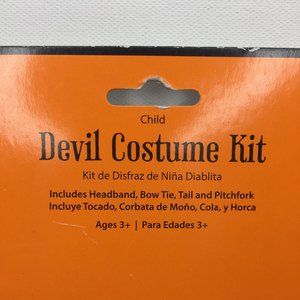 Child
Devil Costume Kit
Kit de Disfraz de Niña Diablita
Includes Headband, Bow Tie, Tail and Pitchfork
Incluye Tocado, Corbata de Moño, Cola, y Horca
Ages 3+ | Para Edades 3+